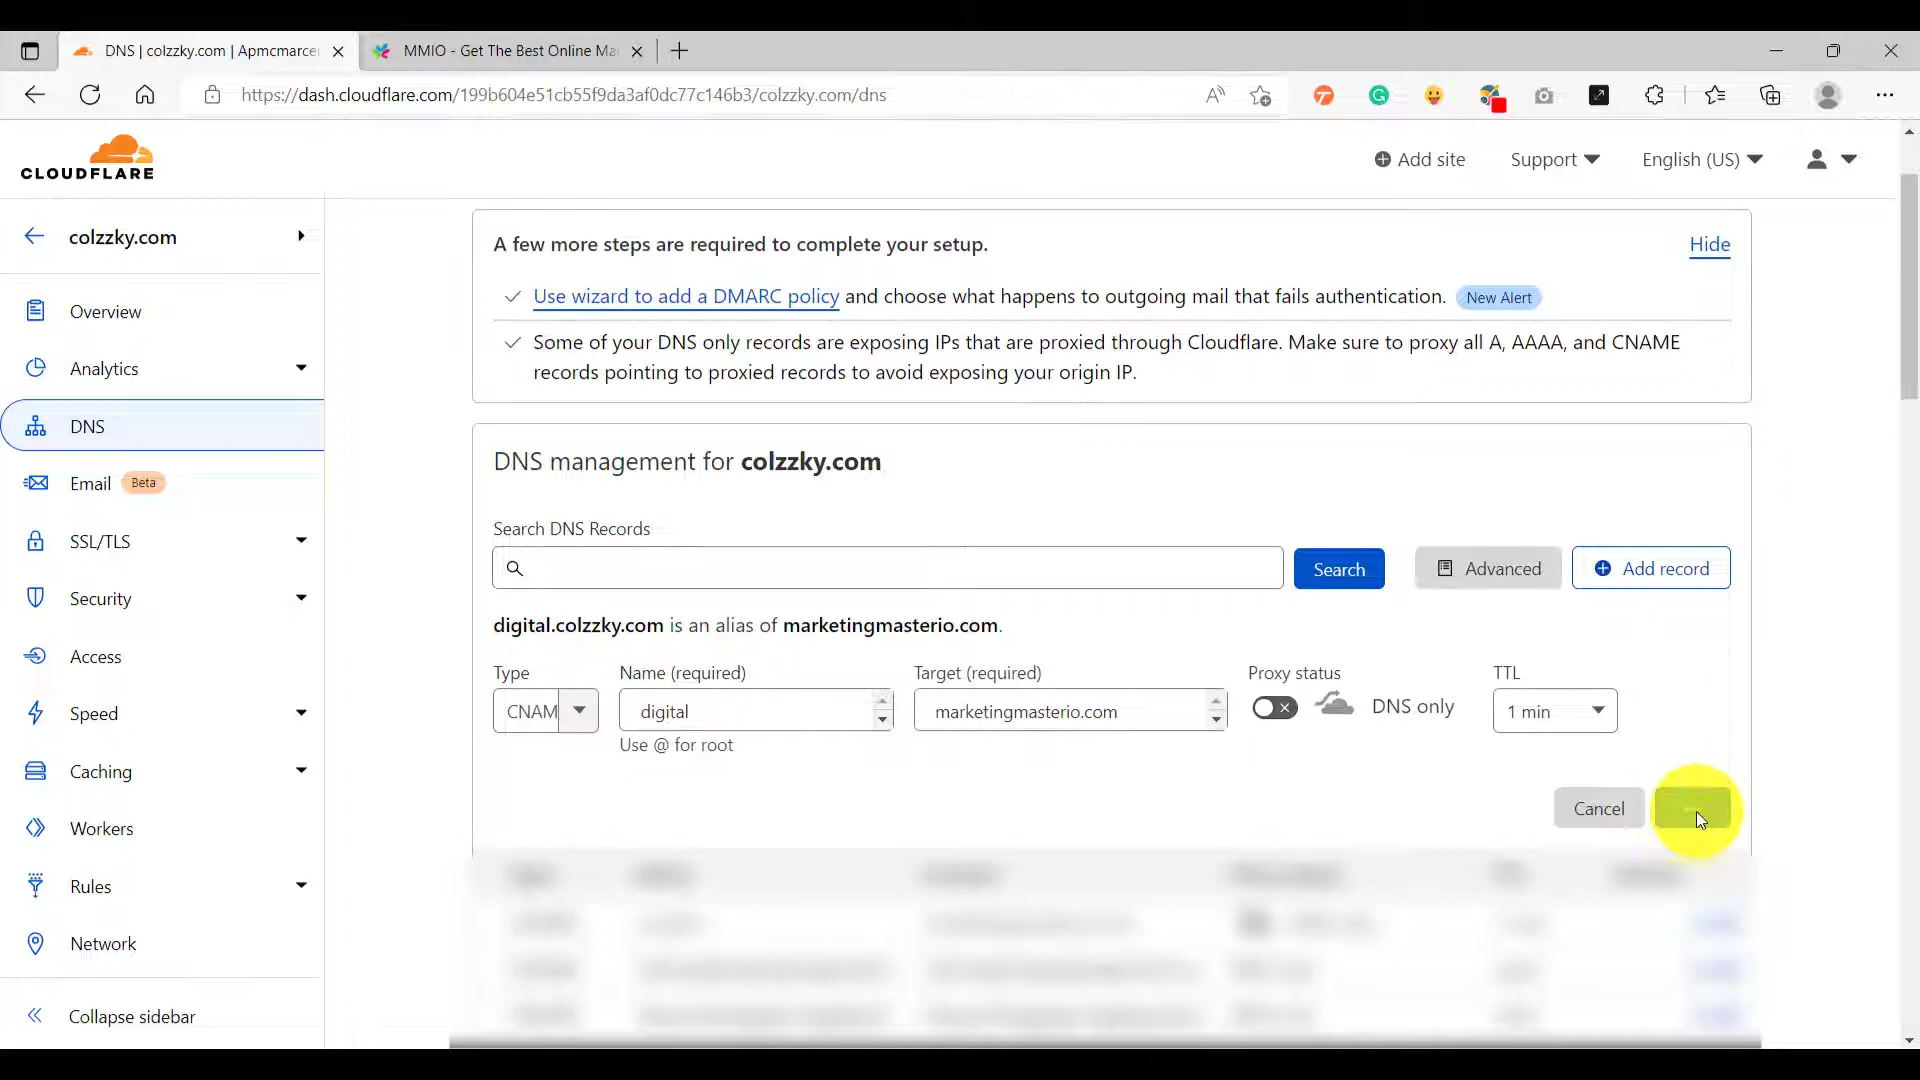 DNS | colzzky.com | Apmcmarce
MMIO - Get The Best Online Ma
https://dash.cloudflare.com/199b604e51cb55f9da3af0dc77c146b3/colzzky.com/dns
CLOUDFLARE
Add site
Support
English (US)
colzzky.com
Overview
Analytics
DNS
Email Beta
SSL/TLS
Security
Access
Speed
Caching
Workers
Rules
Network
Collapse sidebar
A few more steps are required to complete your setup.
Hide
Use wizard to add a DMARC policy and choose what happens to outgoing mail that fails authentication. New Alert
Some of your DNS only records are exposing IPs that are proxied through Cloudflare. Make sure to proxy all A, AAAA, and CNAME
records pointing to proxied records to avoid exposing your origin IP.
DNS management for colzzky.com
Search DNS Records
Search
Advanced
Add record
digital.colzzky.com is an alias of marketingmasterio.com.
Type Name (required) Target (required) Proxy status TTL
CNAM digital marketingmasterio.com DNS only 1 min
Use @ for root
Cancel